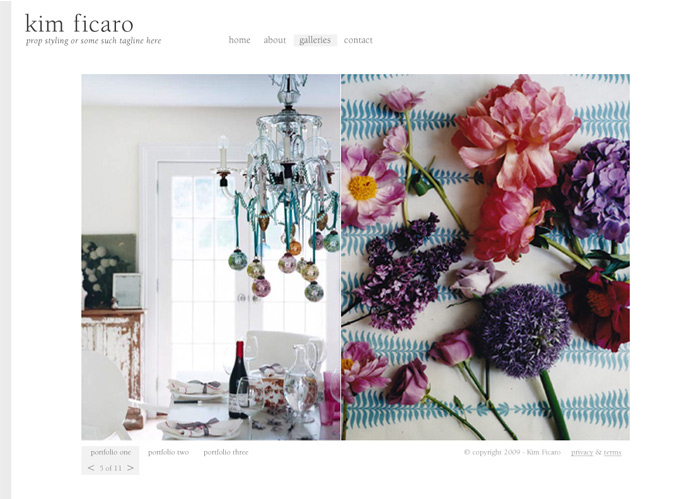 kim ficaro
prop styling or some such tagline here
home about galleries contact
portfolio one portfolio two portfolio three
© copyright 2009 - Kim Ficaro privacy & terms
< 5 of 11 >